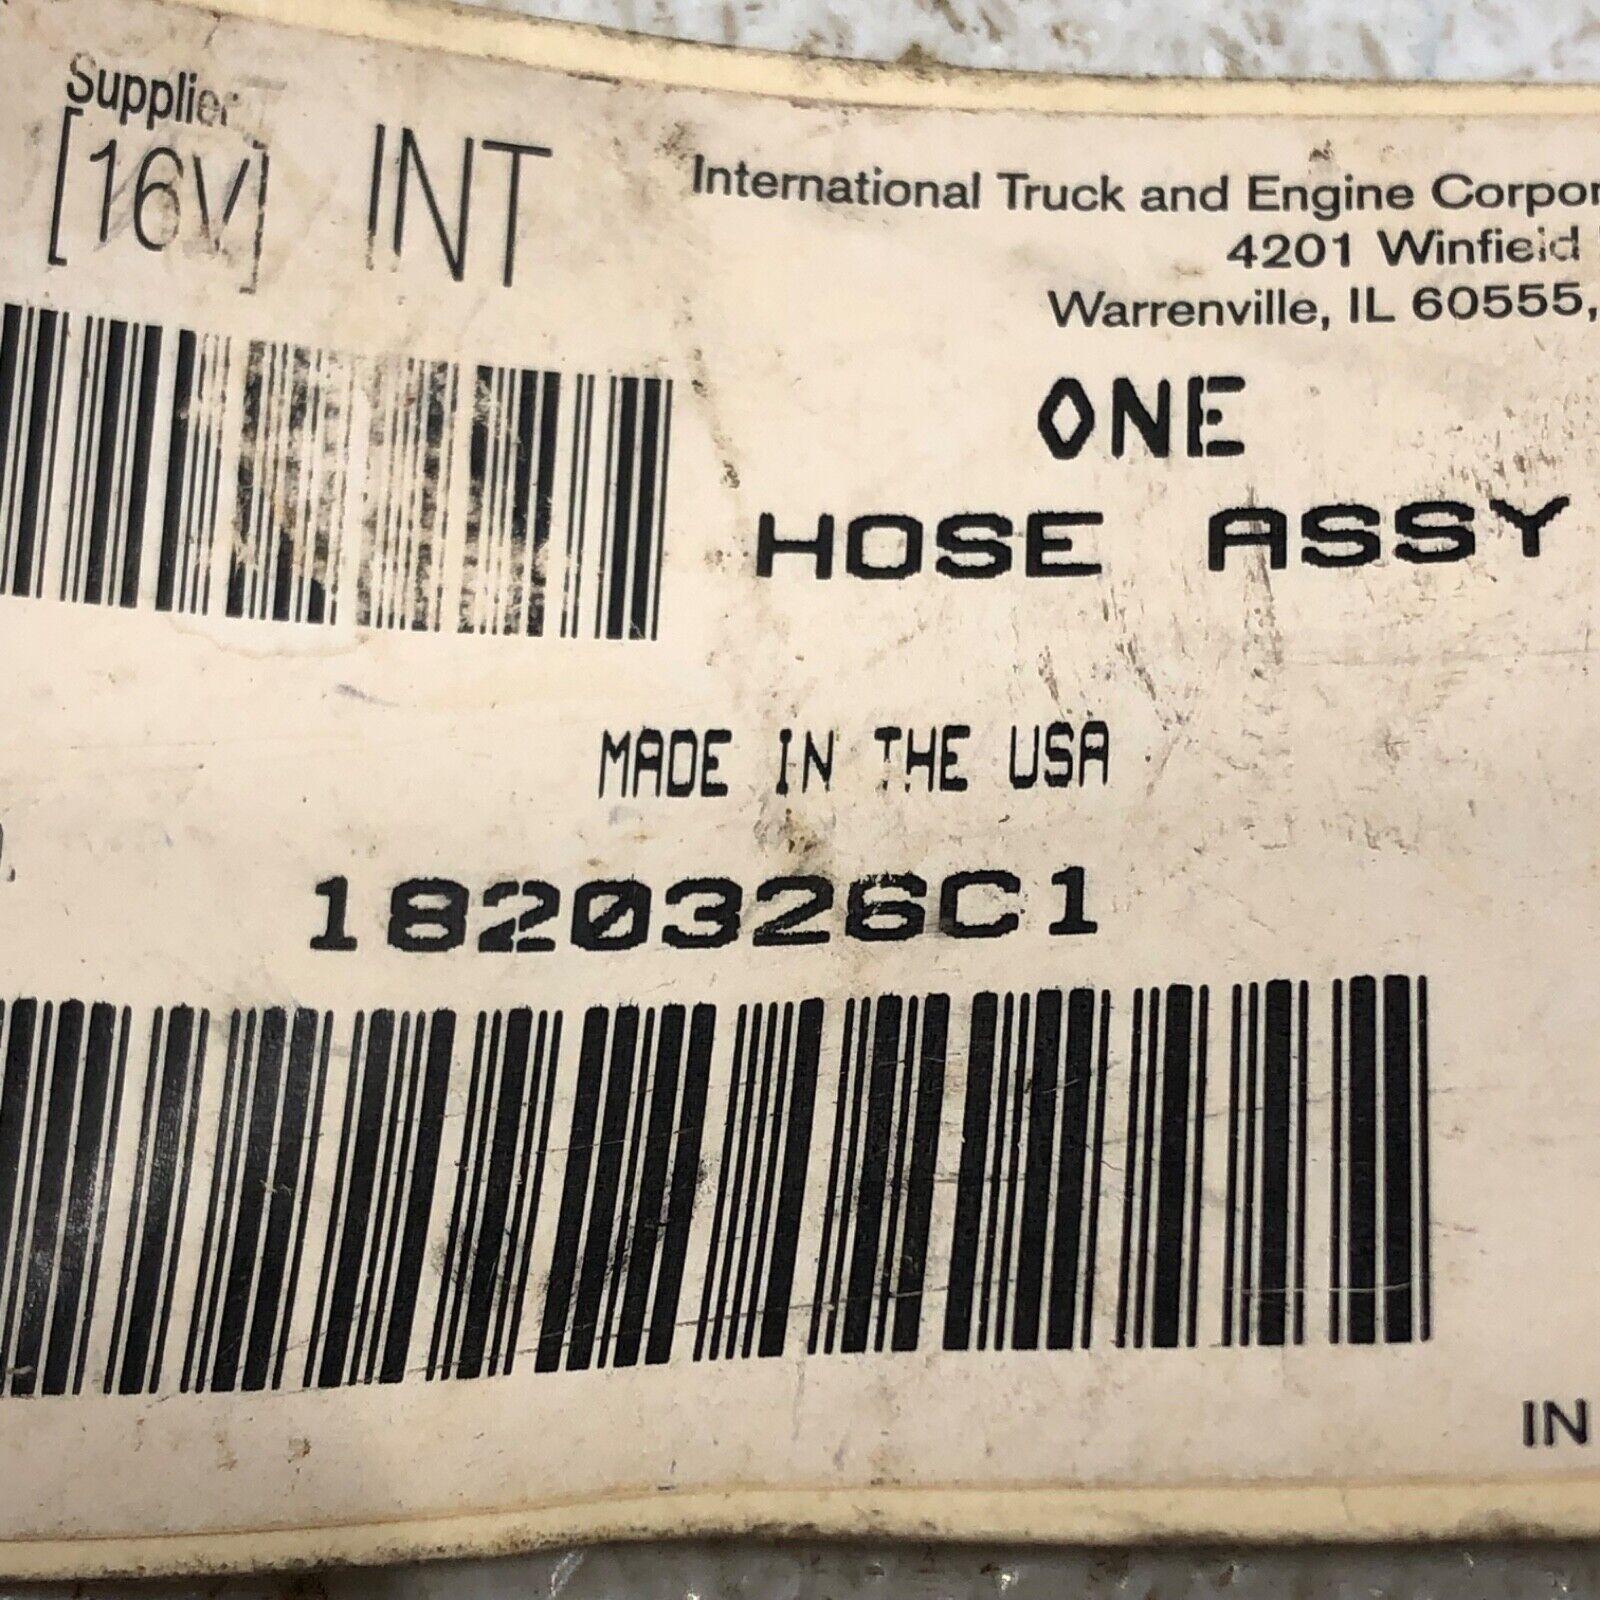 Supplier
[16V] INT
International Truck and Engine Corpor
4201 Winfield
Warrenville, IL 60555,
ONE
HOSE ASSY
MADE IN THE USA
1820326C1
IN